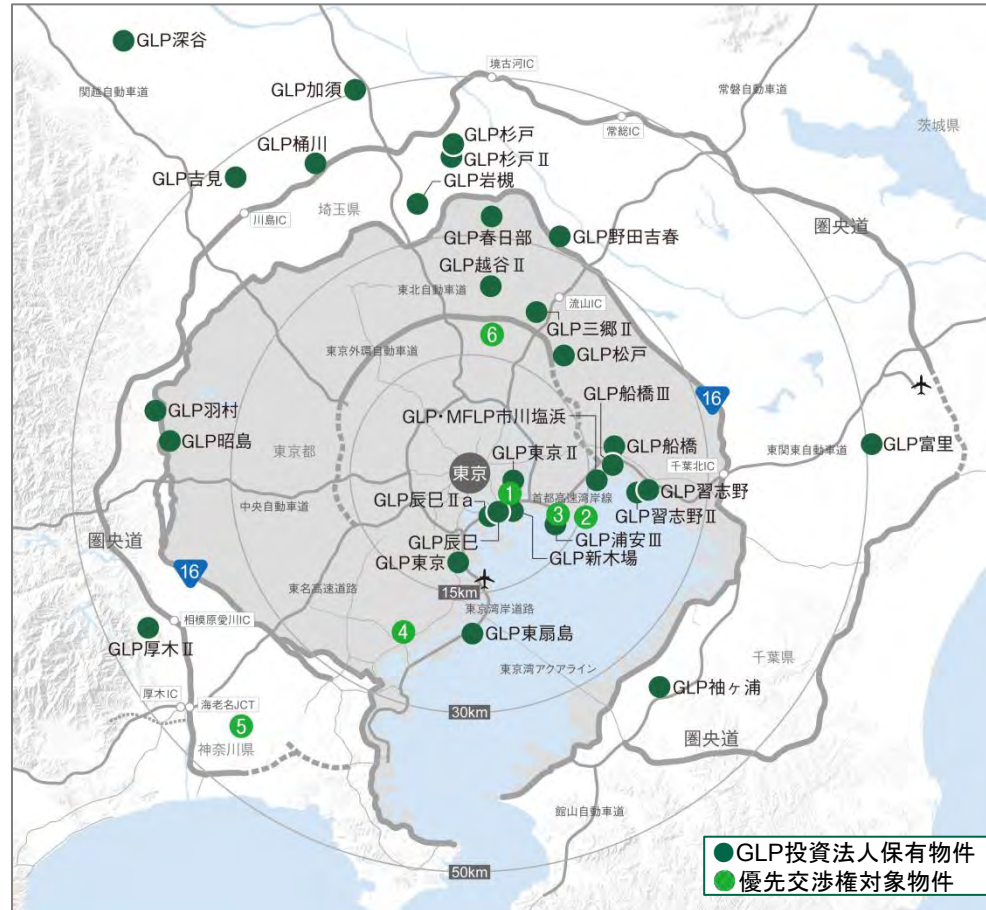 GLP深谷
関越自動車道
GLP加須
境古河IC
常磐自動車道
常総IC
茨城県
GLP杉戸
GLP杉戸Ⅱ
GLP桶川
GLP吉見
GLP岩槻
埼玉県
川島IC
圏央道
GLP春日部
GLP野田吉春
GLP越谷Ⅱ
東北自動車道
流山IC
GLP三郷Ⅱ
6
東京外環自動車道
GLP松戸
GLP船橋Ⅲ
16
GLP・MFLP市川塩浜
GLP羽村
GLP昭島
東京都
GLP東京Ⅱ
GLP船橋
東関東自動車道
GLP富里
千葉北IC
東京
中央自動車道
GLP辰巳Ⅱa
1
首都高速湾岸線
3
2
GLP習志野
GLP習志野Ⅱ
GLP辰巳
GLP浦安Ⅲ
GLP新木場
GLP東京
圏央道
16
東名高速道路
15km
東京湾岸道路
相模原愛川IC
4
GLP東扇島
GLP厚木Ⅱ
東京湾アクアライン
千葉県
GLP袖ヶ浦
厚木IC
海老名JCT
5
神奈川県
30km
圏央道
館山自動車道
50km
GLP投資法人保有物件
優先交渉権対象物件